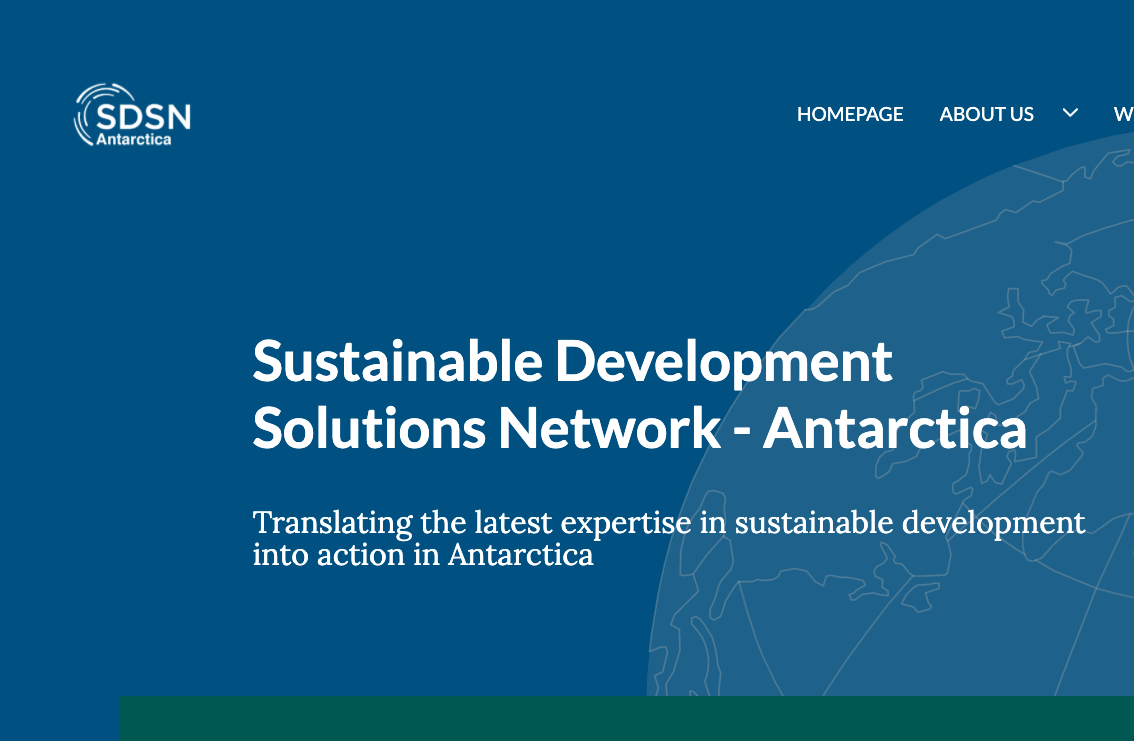 SDSN
Antarctica
HOMEPAGE ABOUT US W
Sustainable Development
Solutions Network - Antarctica
Translating the latest expertise in sustainable development
into action in Antarctica